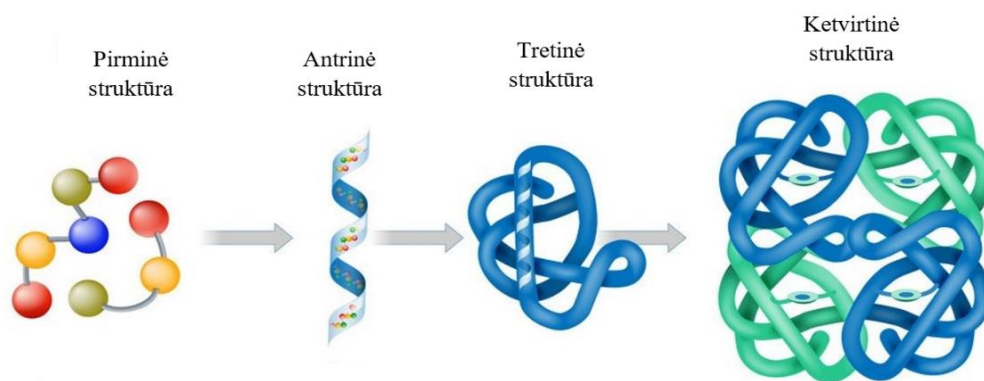 Pirminė
struktūra
Antrinė
struktūra
Tretinė
struktūra
Ketvirtinė
struktūra